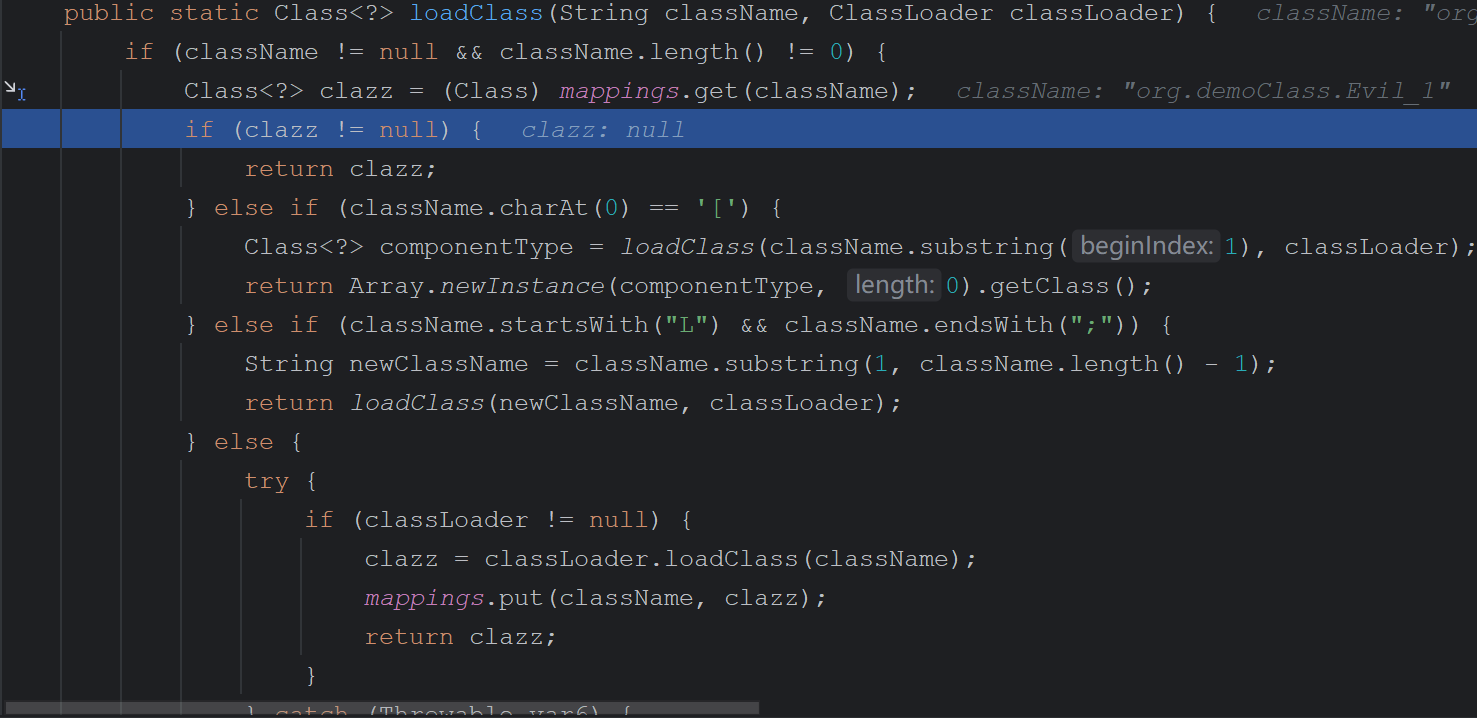 public static Class<?> loadClass(String className, ClassLoader classLoader) {   className: "org
if (className != null && className.length() != 0) {
Class<?> clazz = (Class) mappings.get(className);   className: "org.demoClass.Evil_1"
if (clazz != null) {   clazz: null
return clazz;
} else if (className.charAt(0) == '[') {
Class<?> componentType = loadClass(className.substring( beginIndex: 1), classLoader);
return Array.newInstance(componentType,  length: 0).getClass();
} else if (className.startsWith("L") && className.endsWith(";")) {
String newClassName = className.substring(1, className.length() - 1);
return loadClass(newClassName, classLoader);
} else {
try {
if (classLoader != null) {
clazz = classLoader.loadClass(className);
mappings.put(className, clazz);
return clazz;
}
} catch (Throwable var6) {